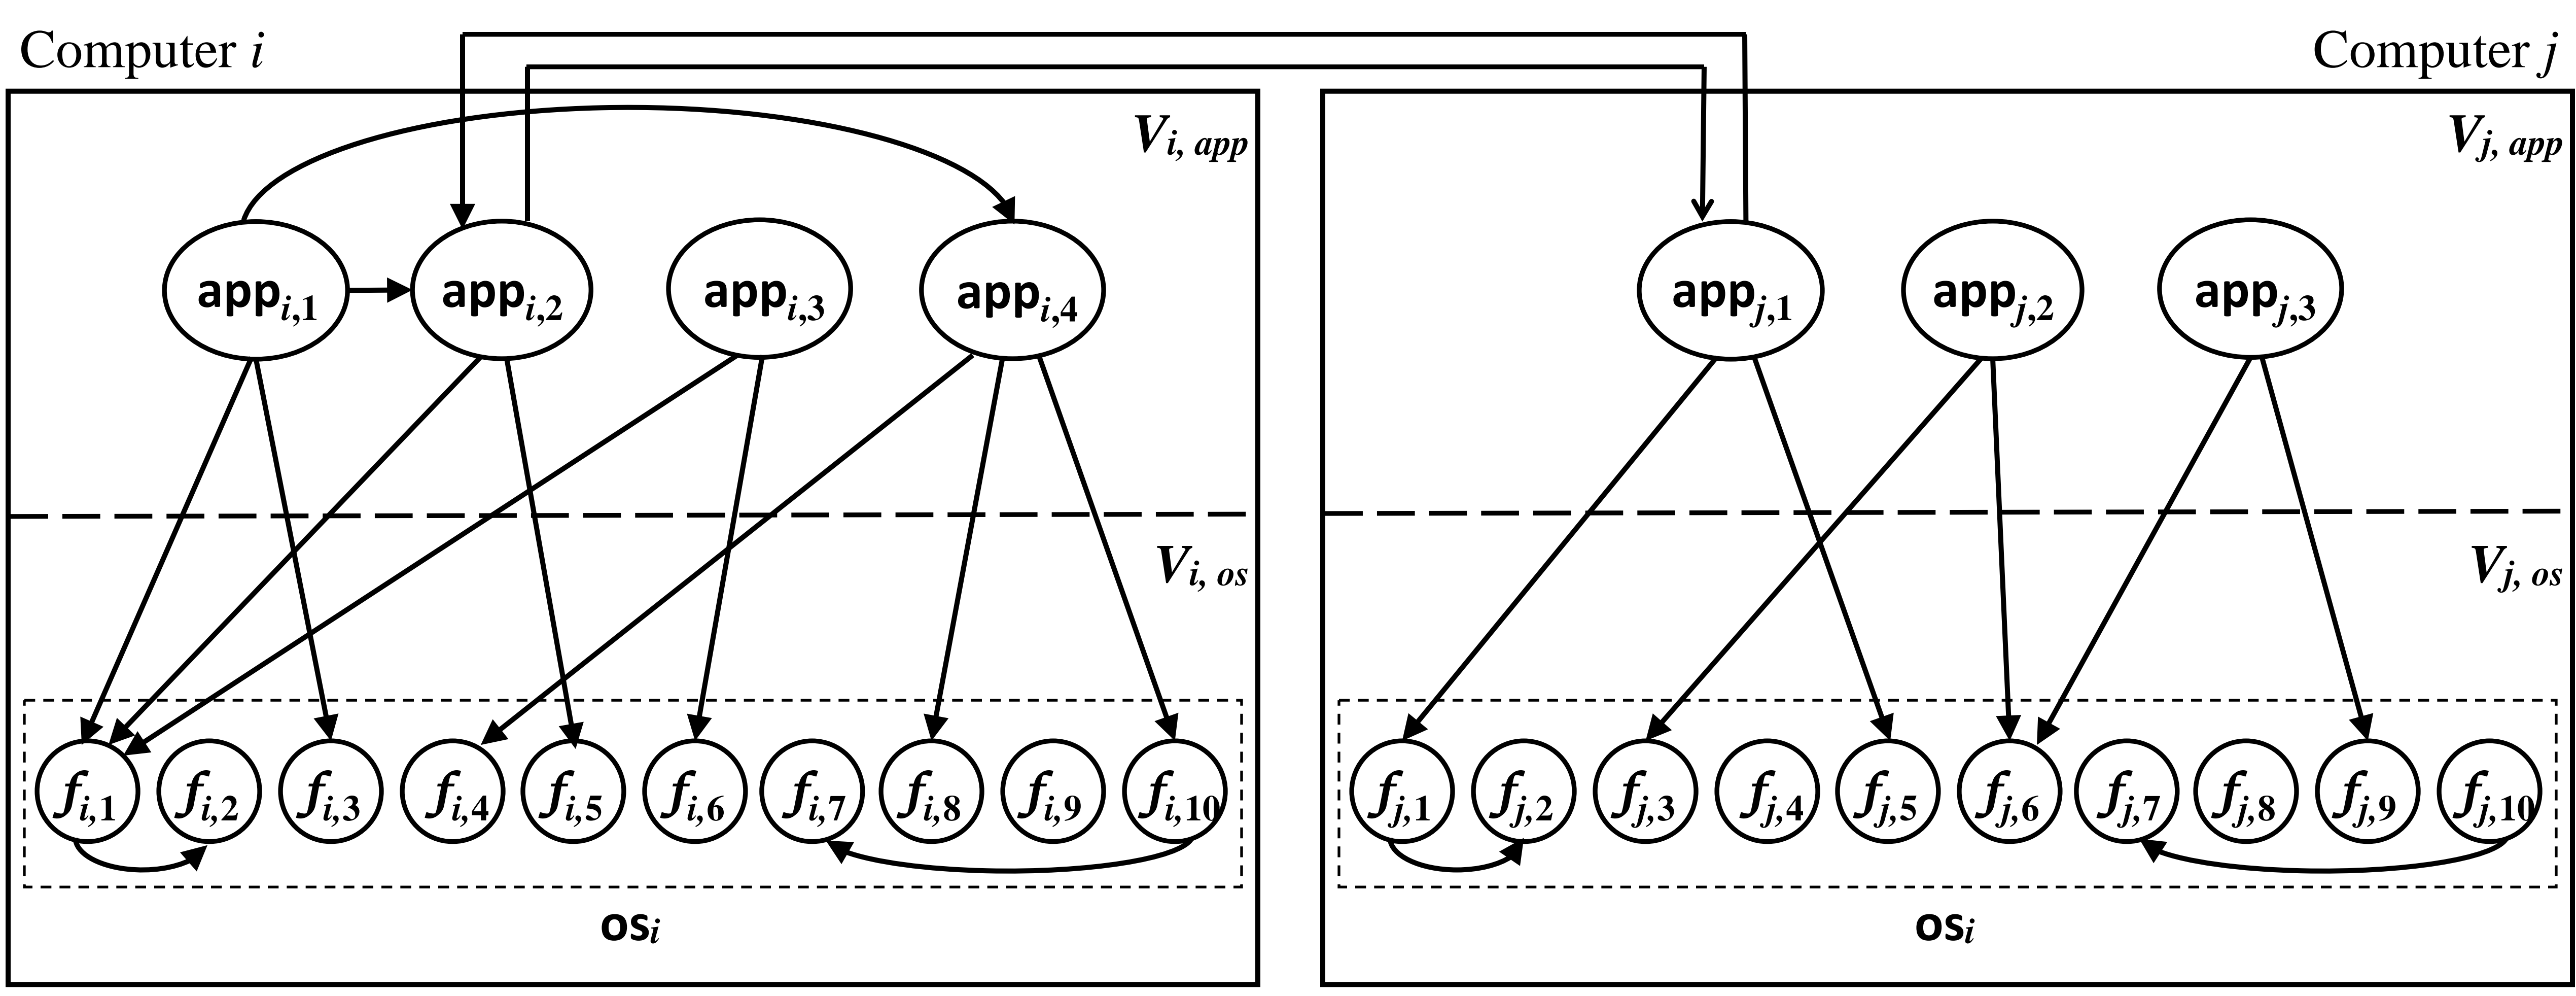 Computer i
Computer j
Vi, app
Vj, app
appi,1
appi,2
appi,3
appi,4
appj,1
appj,2
appj,3
Vi, os
Vj, os
fi,1
fi,2
fi,3
fi,4
fi,5
fi,6
fi,7
fi,8
fi,9
fi,10
fj,1
fj,2
fj,3
fj,4
fj,5
fj,6
fj,7
fj,8
fj,9
fj,10
osi
osi